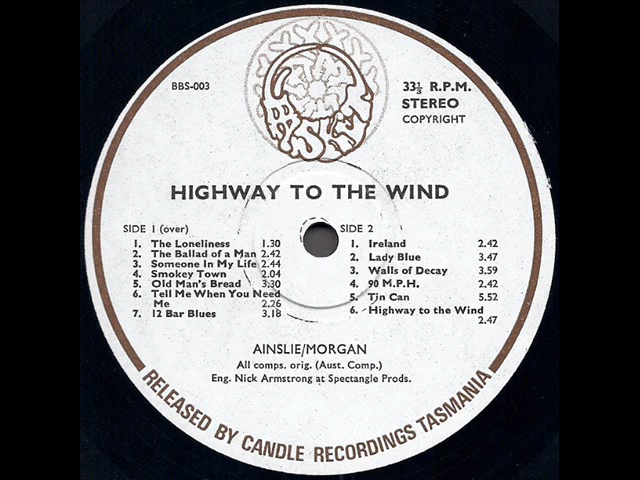 TIN
BASKET
BBS-003
33⅓ R.P.M.
STEREO
COPYRIGHT
HIGHWAY TO THE WIND
SIDE 1 (over)
1. The Loneliness 1.30
2. The Ballad of a Man 2.42
3. Someone In My Life 2.44
4. Smokey Town 2.04
5. Old Man's Bread 3.30
6. Tell Me When You Need
Me 2.26
7. 12 Bar Blues 3.18
SIDE 2
1. Ireland 2.42
2. Lady Blue 3.47
3. Walls of Decay 3.59
4. 90 M.P.H. 2.42
5. Tin Can 5.52
6. Highway to the Wind
2.47
AINSLIE/MORGAN
All comps. orig. (Aust. Comp.)
Eng. Nick Armstrong at Spectangle Prods.
RELEASED BY CANDLE RECORDINGS TASMANIA